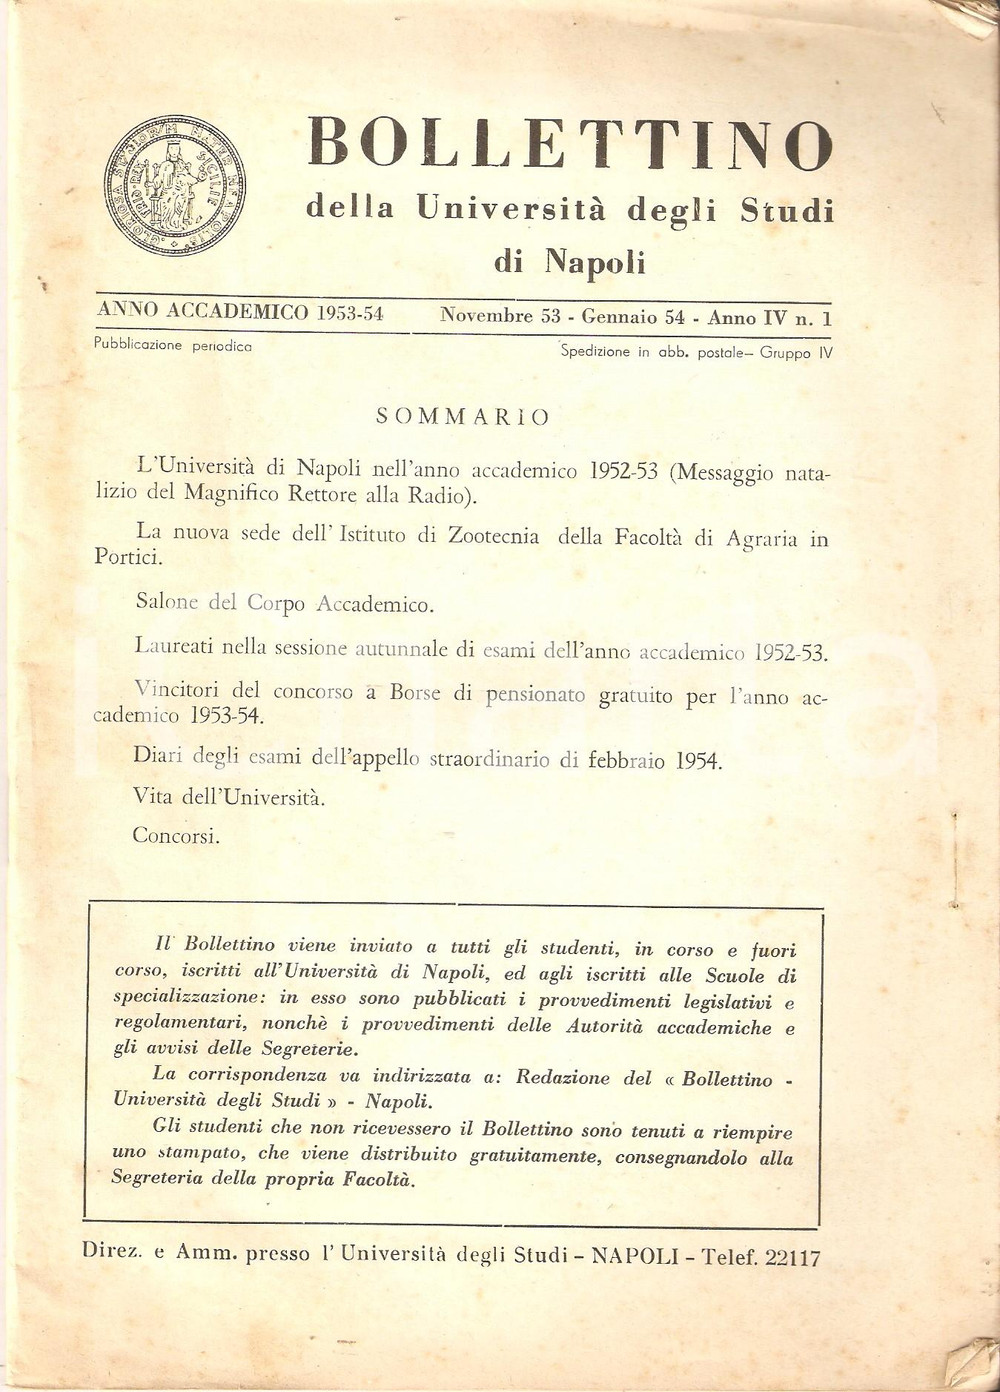 BOLLETTINO
della Università degli Studi
di Napoli
ANNO ACCADEMICO 1953-54 Novembre 53 - Gennaio 54 - Anno IV n. 1
Pubblicazione periodica Spedizione in abb. postale— Gruppo IV
SOMMARIO
L'Università di Napoli nell'anno accademico 1952-53 (Messaggio nata-
lizio del Magnifico Rettore alla Radio).
La nuova sede dell' Istituto di Zootecnia della Facoltà di Agraria in
Portici.
Salone del Corpo Accademico.
Laureati nella sessione autunnale di esami dell'anno accademico 1952-53.
Vincitori del concorso a Borse di pensionato gratuito per l'anno ac-
cademico 1953-54.
Diari degli esami dell'appello straordinario di febbraio 1954.
Vita dell'Università.
Concorsi.
Il Bollettino viene inviato a tutti gli studenti, in corso e fuori
corso, iscritti all'Università di Napoli, ed agli iscritti alle Scuole di
specializzazione: in esso sono pubblicati i provvedimenti legislativi e
regolamentari, nonchè i provvedimenti delle Autorità accademiche e
gli avvisi delle Segreterie.
La corrispondenza va indirizzata a: Redazione del « Bollettino -
Università degli Studi » - Napoli.
Gli studenti che non ricevessero il Bollettino sono tenuti a riempire
uno stampato, che viene distribuito gratuitamente, consegnandolo alla
Segreteria della propria Facoltà.
Direz. e Amm. presso l' Università degli Studi – NAPOLI – Telef. 22117